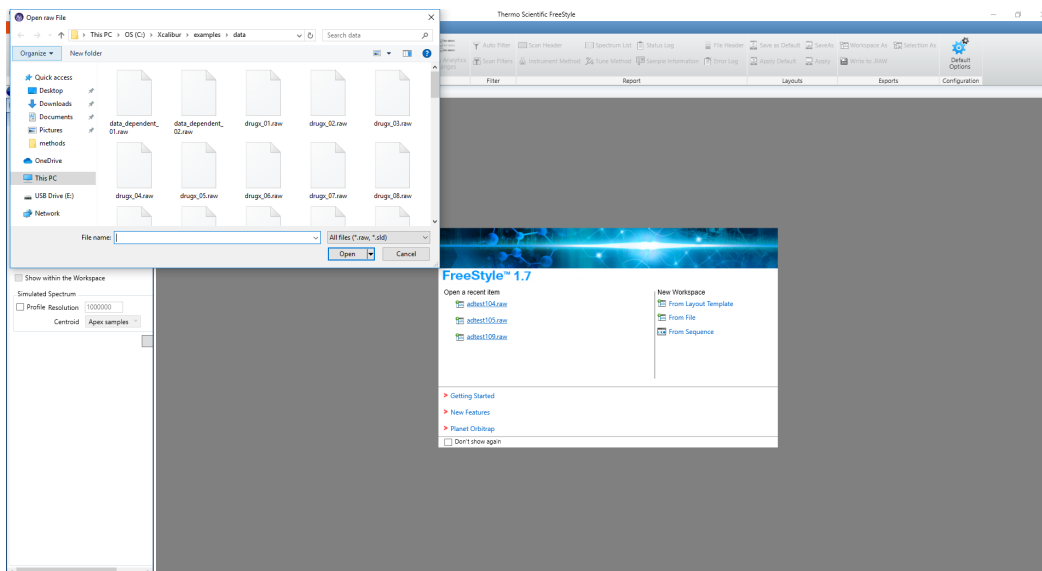 Open raw File
Thermo Scientific FreeStyle
This PC > OS (C:) > Xcalibur > examples > data
Search data
Organize
New folder
Quick access
Desktop
Downloads
Documents
Pictures
methods
OneDrive
This PC
USB Drive (E:)
Network
data_dependent_
01.raw
data_dependent_
02.raw
drugx_01.raw
drugx_02.raw
drugx_03.raw
drugx_04.raw
drugx_05.raw
drugx_06.raw
drugx_07.raw
drugx_08.raw
File name:
All files (*.raw, *.sld)
Open
Cancel
Auto Filter
Scan Header
Spectrum List
Status Log
File Header
Save as Default
SaveAs
Workspace As
Selection As
Scan Filters
Instrument Method
Tune Method
Sample Information
Error Log
Apply Default
Apply
Write to .RAW
Default
Options
Filter
Report
Layouts
Exports
Configuration
Show within the Workspace
Simulated Spectrum
Profile Resolution
1000000
Centroid
Apex samples
FreeStyle™ 1.7
Open a recent item
adtest104.raw
adtest105.raw
adtest109.raw
New Workspace
From Layout Template
From File
From Sequence
Getting Started
New Features
Planet Orbitrap
Don't show again